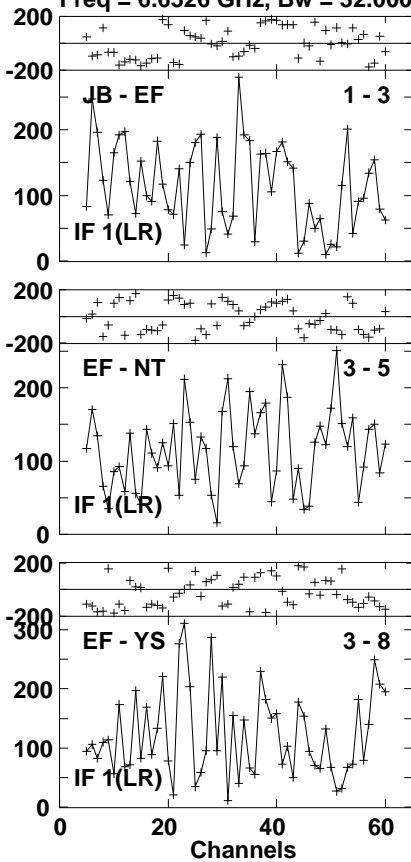 Freq = 6.6526 GHz, Bw = 32.000
-200
JB - EF 1 - 3
200
100
IF 1(LR)
0
200
-200
EF - NT 3 - 5
200
100
IF 1(LR)
0
200
-200
300
EF - YS 3 - 8
200
100
IF 1(LR)
0
0 20 40 60
Channels